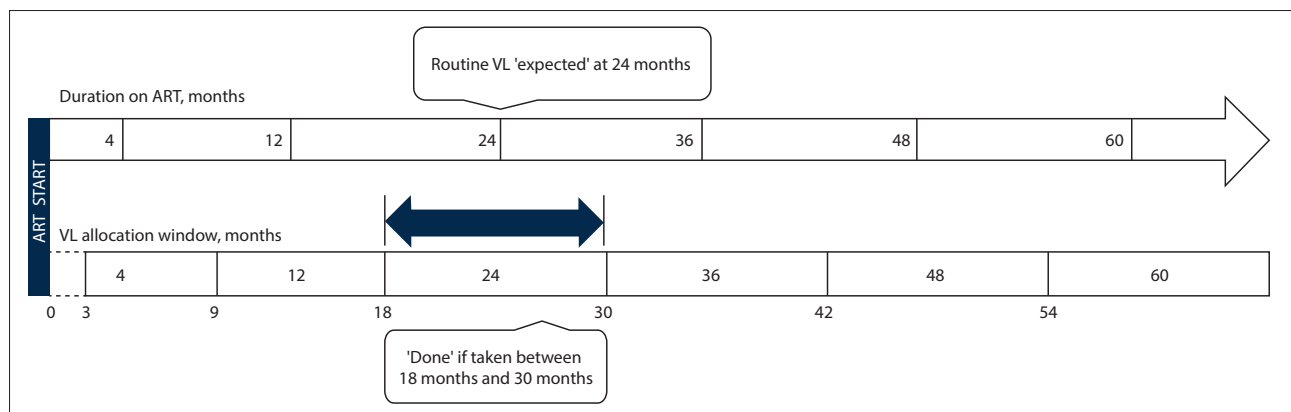 Routine VL 'expected' at 24 months
Duration on ART, months
4 12 24 36 48 60
ART START
VL allocation window, months
4 12 24 36 48 60
0 3 9 18 30 42 54
'Done' if taken between
18 months and 30 months